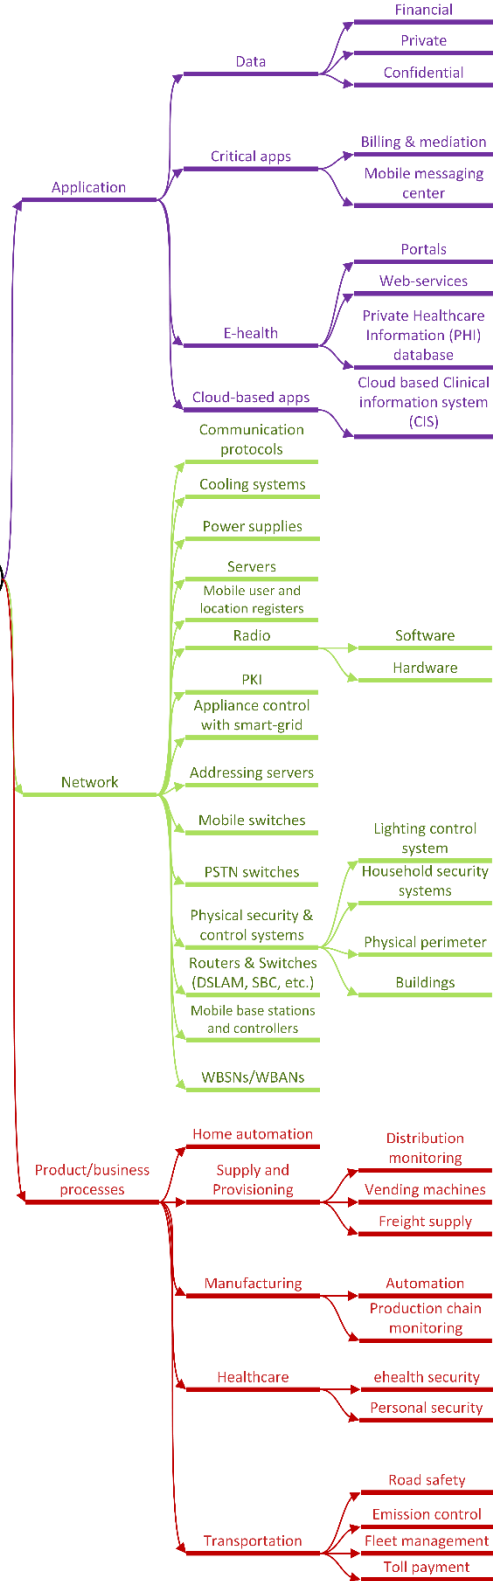 Financial
Private
Data
Confidential
Billing & mediation
Critical apps
Mobile messaging
center
Application
Portals
Web-services
E-health
Private Healthcare
Information (PHI)
database
Cloud-based apps
Cloud based Clinical
information system
(CIS)
Communication
protocols
Cooling systems
Power supplies
Servers
Mobile user and
location registers
Radio
Software
Hardware
PKI
Appliance control
with smart-grid
Network
Addressing servers
Mobile switches
PSTN switches
Lighting control
system
Household security
systems
Physical security &
control systems
Physical perimeter
Buildings
Routers & Switches
(DSLAM, SBC, etc.)
Mobile base stations
and controllers
WBSNs/WBANs
Home automation
Product/business
processes
Supply and
Provisioning
Distribution
monitoring
Vending machines
Freight supply
Manufacturing
Automation
Production chain
monitoring
Healthcare
ehealth security
Personal security
Road safety
Emission control
Transportation
Fleet management
Toll payment